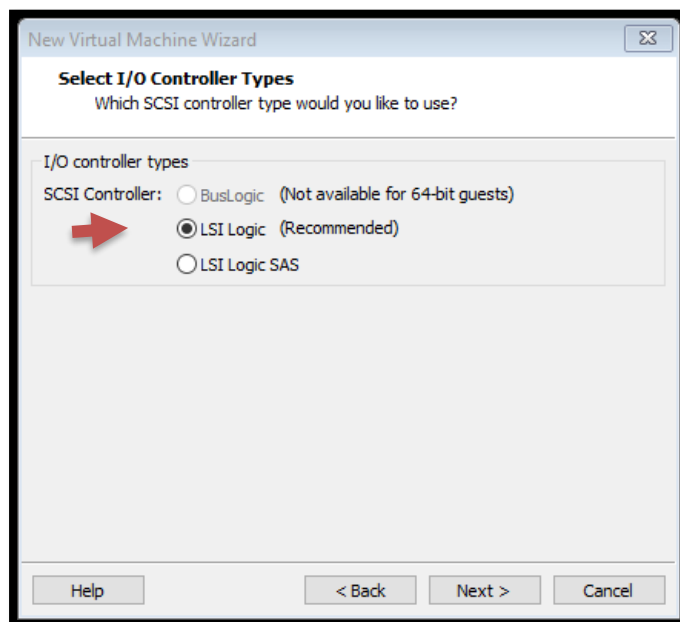 New Virtual Machine Wizard
Select I/O Controller Types
Which SCSI controller type would you like to use?
I/O controller types
SCSI Controller: BusLogic (Not available for 64-bit guests)
LSI Logic (Recommended)
LSI Logic SAS
Help < Back Next > Cancel